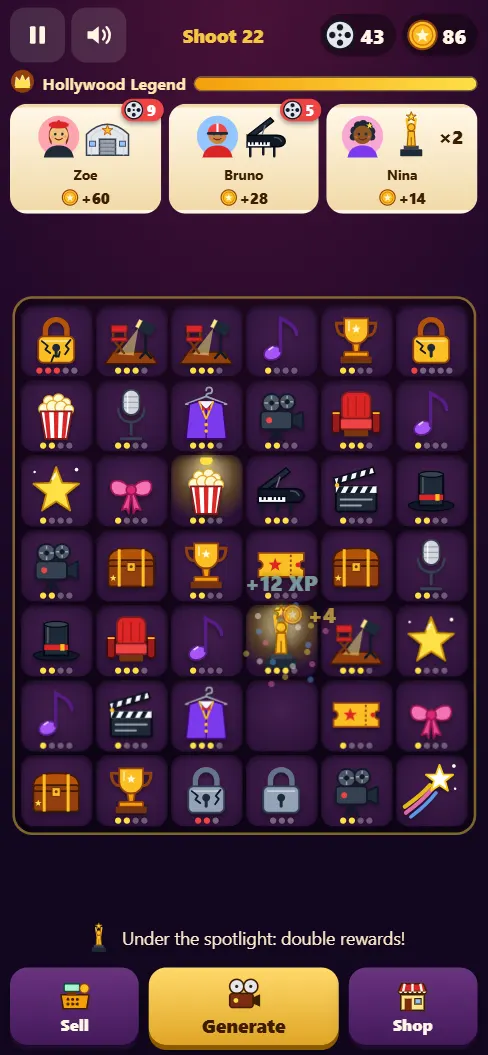 Shoot 22
43
86
Hollywood Legend
9
5
×2
Zoe
Bruno
Nina
+60
+28
+14
+12 XP
+4
Under the spotlight: double rewards!
Sell
Generate
Shop